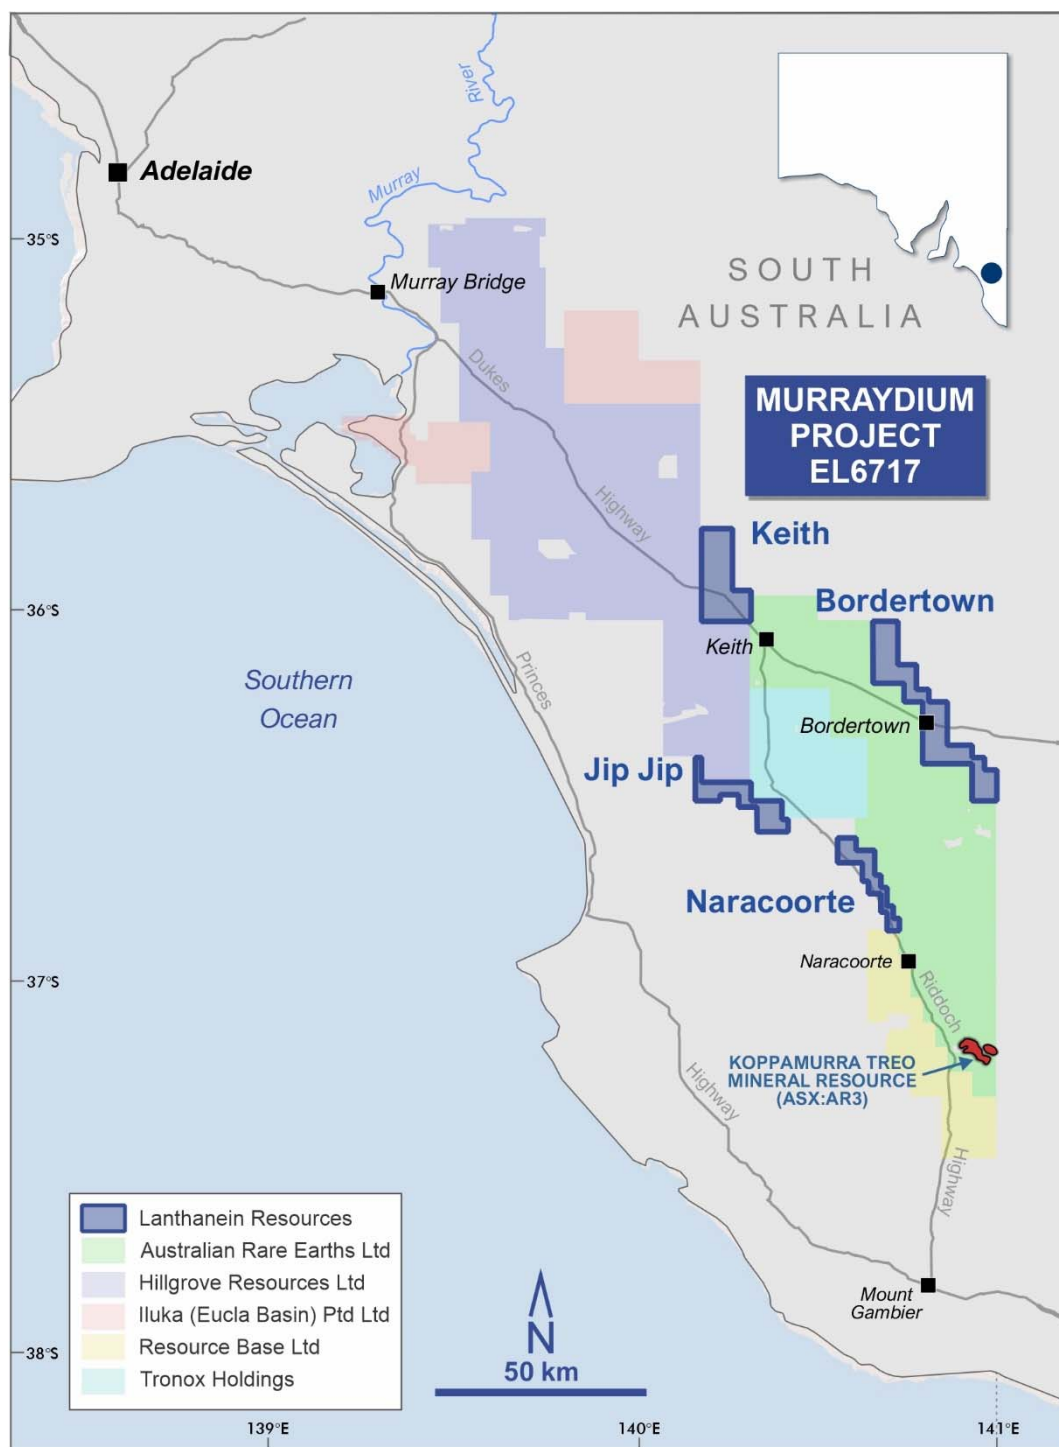 River
Murray
Adelaide
35°S
Murray Bridge
SOUTH
AUSTRALIA
Dukes
MURRAYDIUM
PROJECT
EL6717
Highway
Keith
Bordertown
36°S
Keith
Princes
Southern
Ocean
Bordertown
Jip Jip
Naracoorte
Naracoorte
37°S
Riddoch
KOPPAMURRA TREO
MINERAL RESOURCE
(ASX:AR3)
Highway
Highway
Lanthanein Resources
Australian Rare Earths Ltd
Hillgrove Resources Ltd
Iluka (Eucla Basin) Ptd Ltd
Resource Base Ltd
Tronox Holdings
Mount
Gambier
N
50 km
38°S
139°E
140°E
141°E